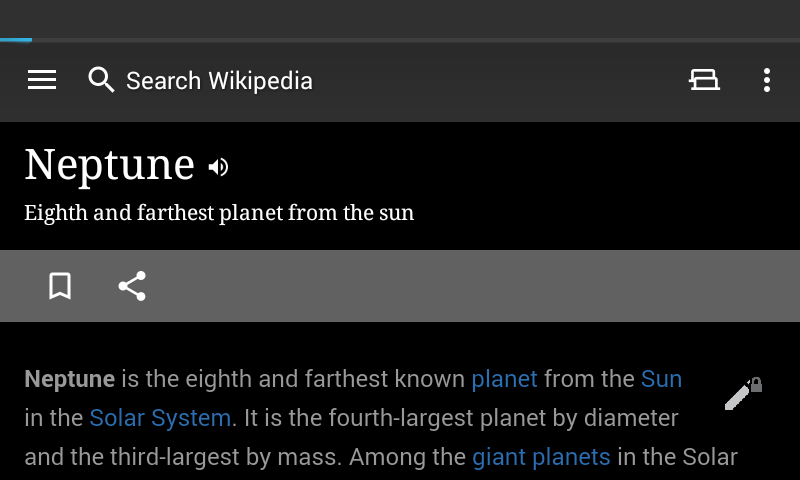 Search Wikipedia
Neptune
Eighth and farthest planet from the sun
Neptune is the eighth and farthest known planet from the Sun
in the Solar System. It is the fourth-largest planet by diameter
and the third-largest by mass. Among the giant planets in the Solar